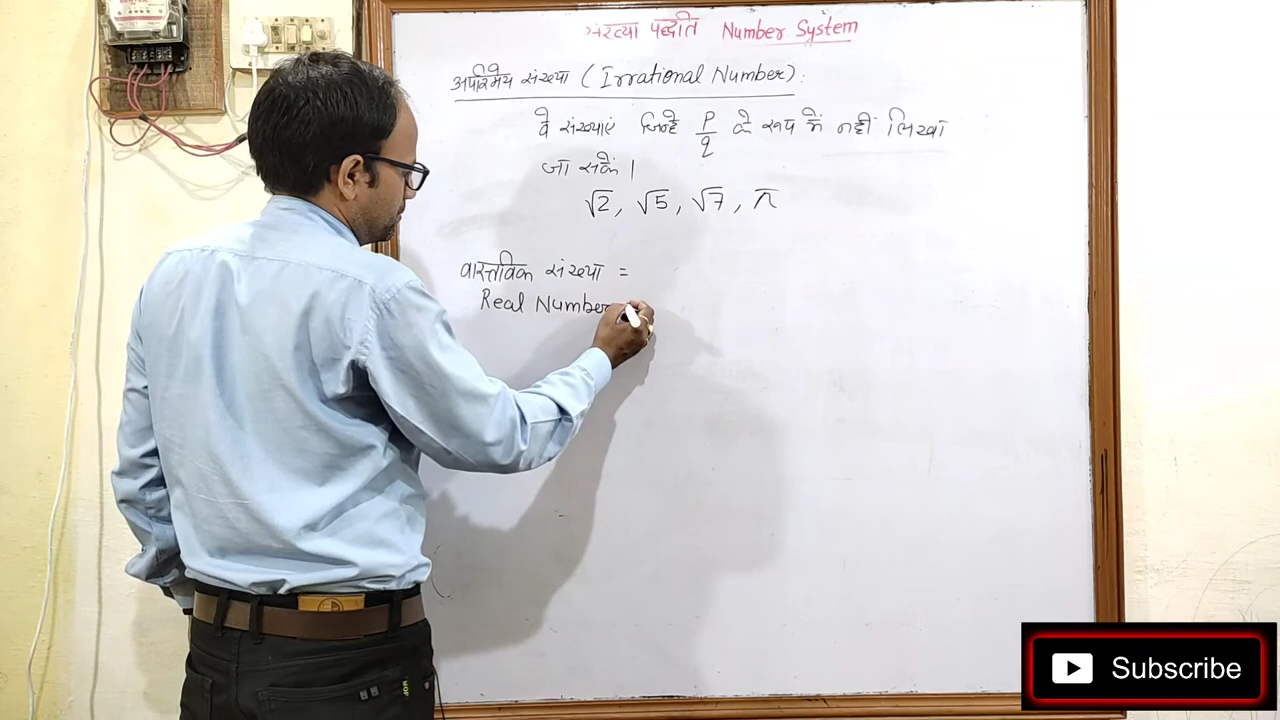 संख्या पद्धति Number System
अपरिमेय संख्या (Irrational Number):
वे संख्याएं जिन्हे P/q के रूप में नहीं लिखा
जा सकें।
√2, √5, √7, π
वास्तविक संख्या =
Real Number
Subscribe